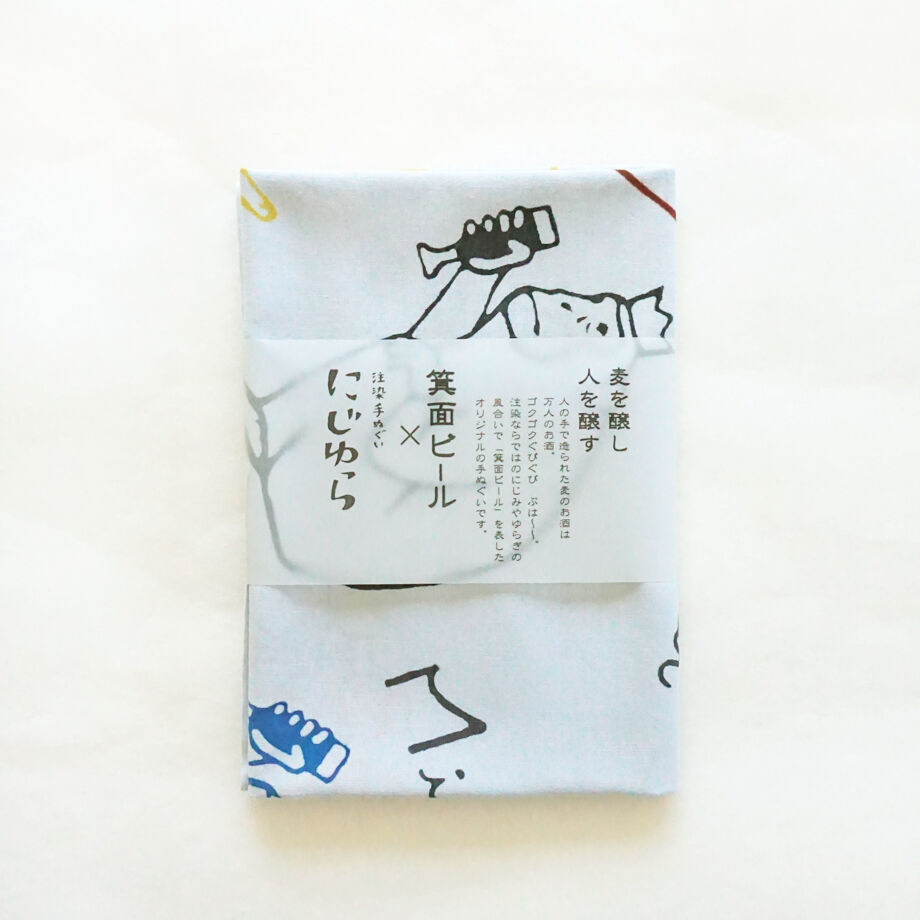 麦を醸し
人を醸す
人の手で造られた麦のお酒は
万人のお酒。
ゴクゴクぐびぐび ぷは～～。
注染ならではのにじみやゆらぎの
風合いで「箕面ビール」を表した
オリジナルの手ぬぐいです。
箕面ビール
×
注染手ぬぐい
にじゆら